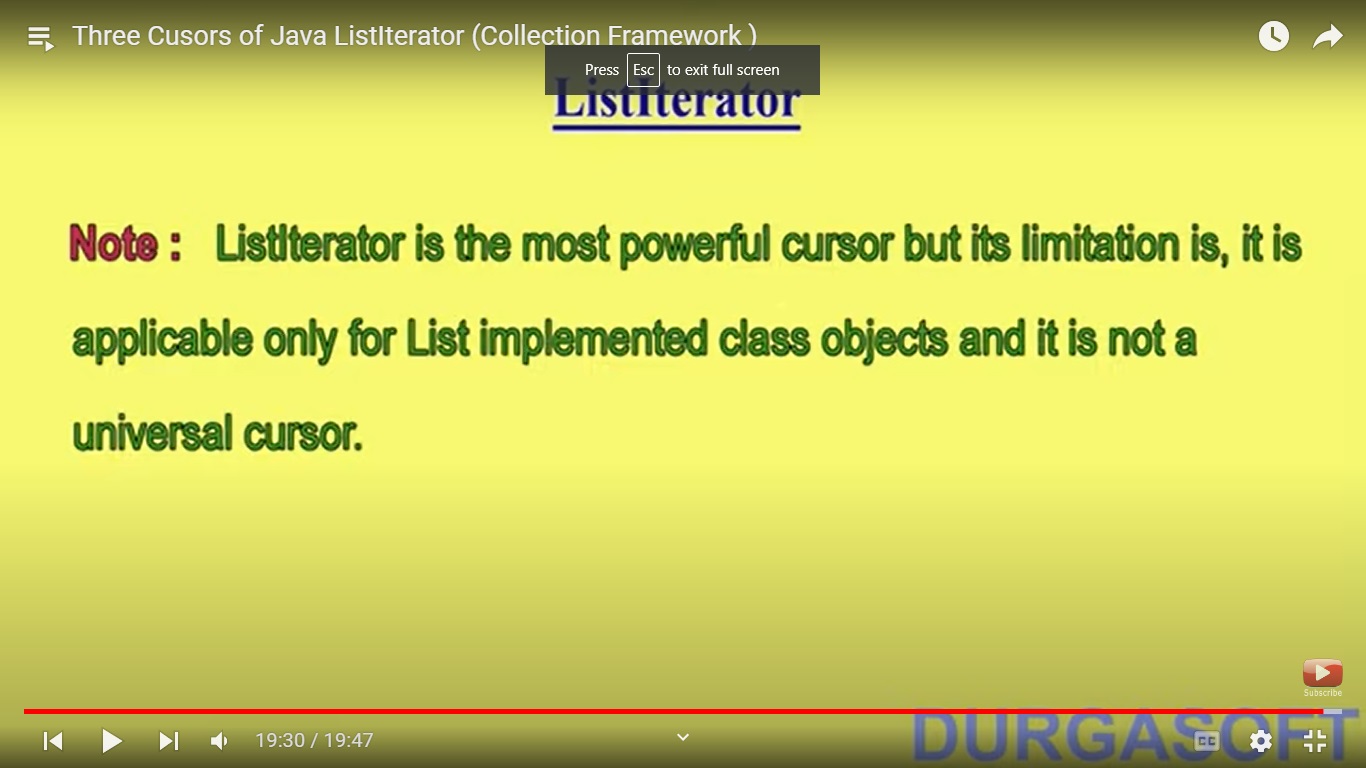 Three Cusors of Java ListIterator (Collection Framework )
Press Esc to exit full screen
ListIterator
Note : ListIterator is the most powerful cursor but its limitation is, it is
applicable only for List implemented class objects and it is not a
universal cursor.
Subscribe
DURGASOFT
19:30 / 19:47
CC